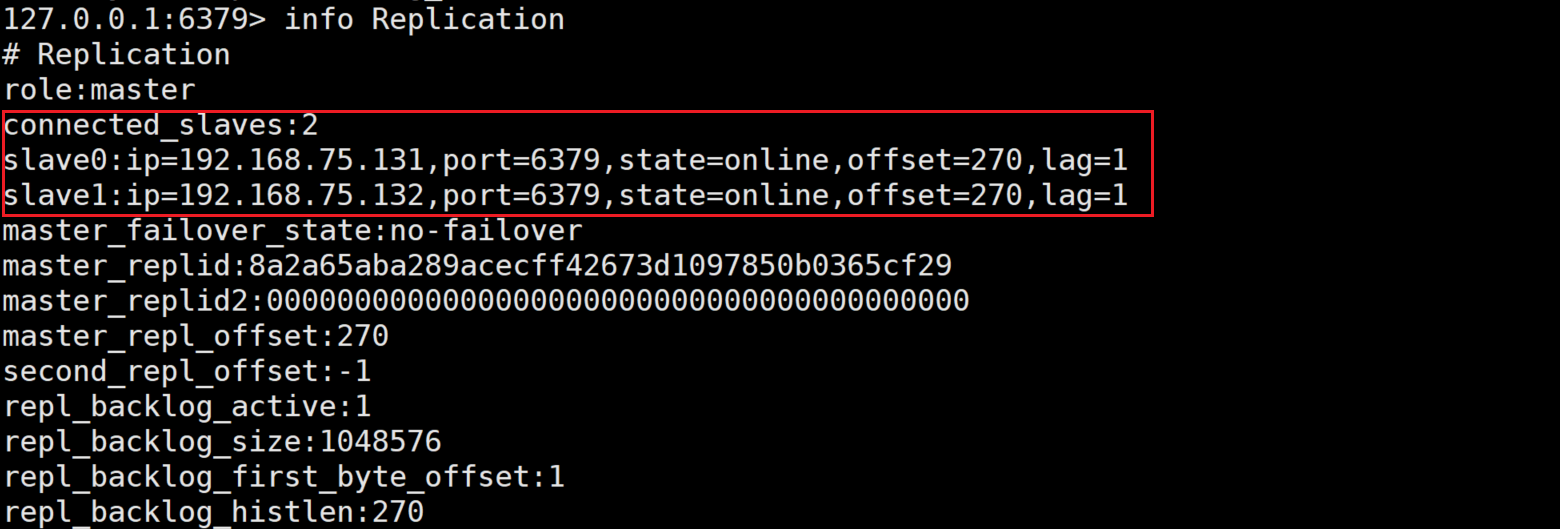 127.0.0.1:6379> info Replication
# Replication
role:master
connected_slaves:2
slave0:ip=192.168.75.131,port=6379,state=online,offset=270,lag=1
slave1:ip=192.168.75.132,port=6379,state=online,offset=270,lag=1
master_failover_state:no-failover
master_replid:8a2a65aba289acecff42673d1097850b0365cf29
master_replid2:0000000000000000000000000000000000000000
master_repl_offset:270
second_repl_offset:-1
repl_backlog_active:1
repl_backlog_size:1048576
repl_backlog_first_byte_offset:1
repl_backlog_histlen:270